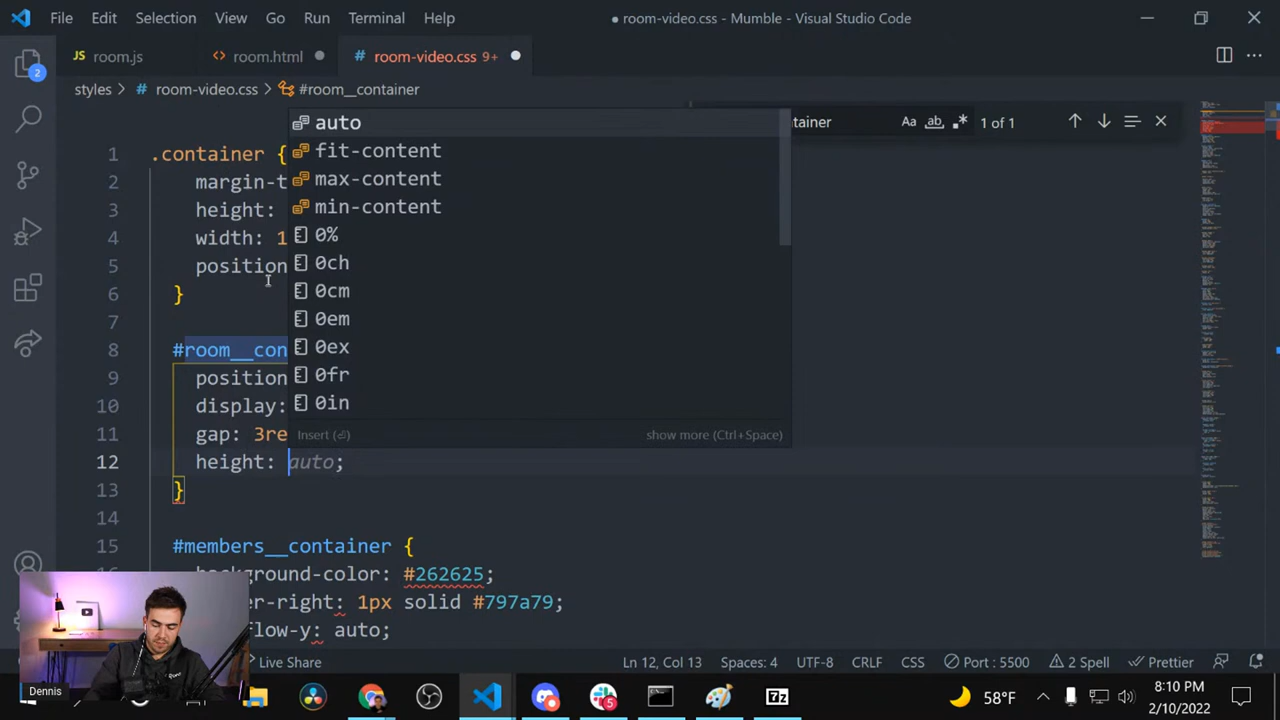 File Edit Selection View Go Run Terminal Help ● room-video.css - Mumble - Visual Studio Code
JS room.js <> room.html ● # room-video.css 9+ ●
styles > # room-video.css > #room__container
2
tainer Aa ab .* 1 of 1
auto
fit-content
max-content
min-content
0%
0ch
0cm
0em
0ex
0fr
0in
Insert (⏎) show more (Ctrl+Space)
1 .container {
2 margin-t
3 height:
4 width: 1
5 position
6 }
7
8 #room__con
9 position
10 display:
11 gap: 3re
12 height: auto;
13 }
14
15 #members__container {
background-color: #262625;
er-right: 1px solid #797a79;
flow-y: auto;
Dennis
Live Share Ln 12, Col 13 Spaces: 4 UTF-8 CRLF CSS Port : 5500 2 Spell Prettier
5 7z 58°F 8:10 PM
2/10/2022